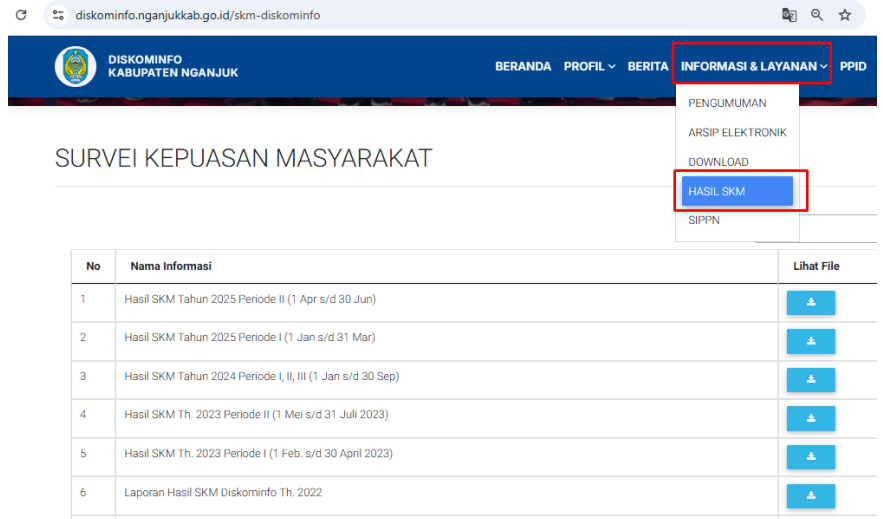 diskominfo.nganjukkab.go.id/skm-diskominfo
DISKOMINFO
KABUPATEN NGANJUK
BERANDA PROFIL BERITA INFORMASI & LAYANAN PPID
PENGUMUMAN
ARSIP ELEKTRONIK
DOWNLOAD
HASIL SKM
SIPPN
SURVEI KEPUASAN MASYARAKAT
No Nama Informasi Lihat File
1 Hasil SKM Tahun 2025 Periode II (1 Apr s/d 30 Jun)
2 Hasil SKM Tahun 2025 Periode I (1 Jan s/d 31 Mar)
3 Hasil SKM Tahun 2024 Periode I, II, III (1 Jan s/d 30 Sep)
4 Hasil SKM Th. 2023 Periode II (1 Mei s/d 31 Juli 2023)
5 Hasil SKM Th. 2023 Periode I (1 Feb. s/d 30 April 2023)
6 Laporan Hasil SKM Diskominfo Th. 2022